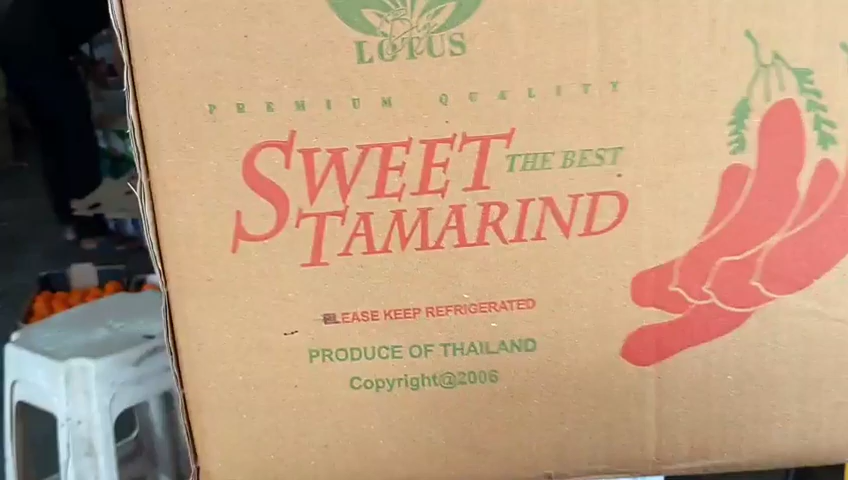 LOTUS
PREMIUM QUALITY
SWEET THE BEST
TAMARIND
PLEASE KEEP REFRIGERATED
PRODUCE OF THAILAND
Copyright@2006